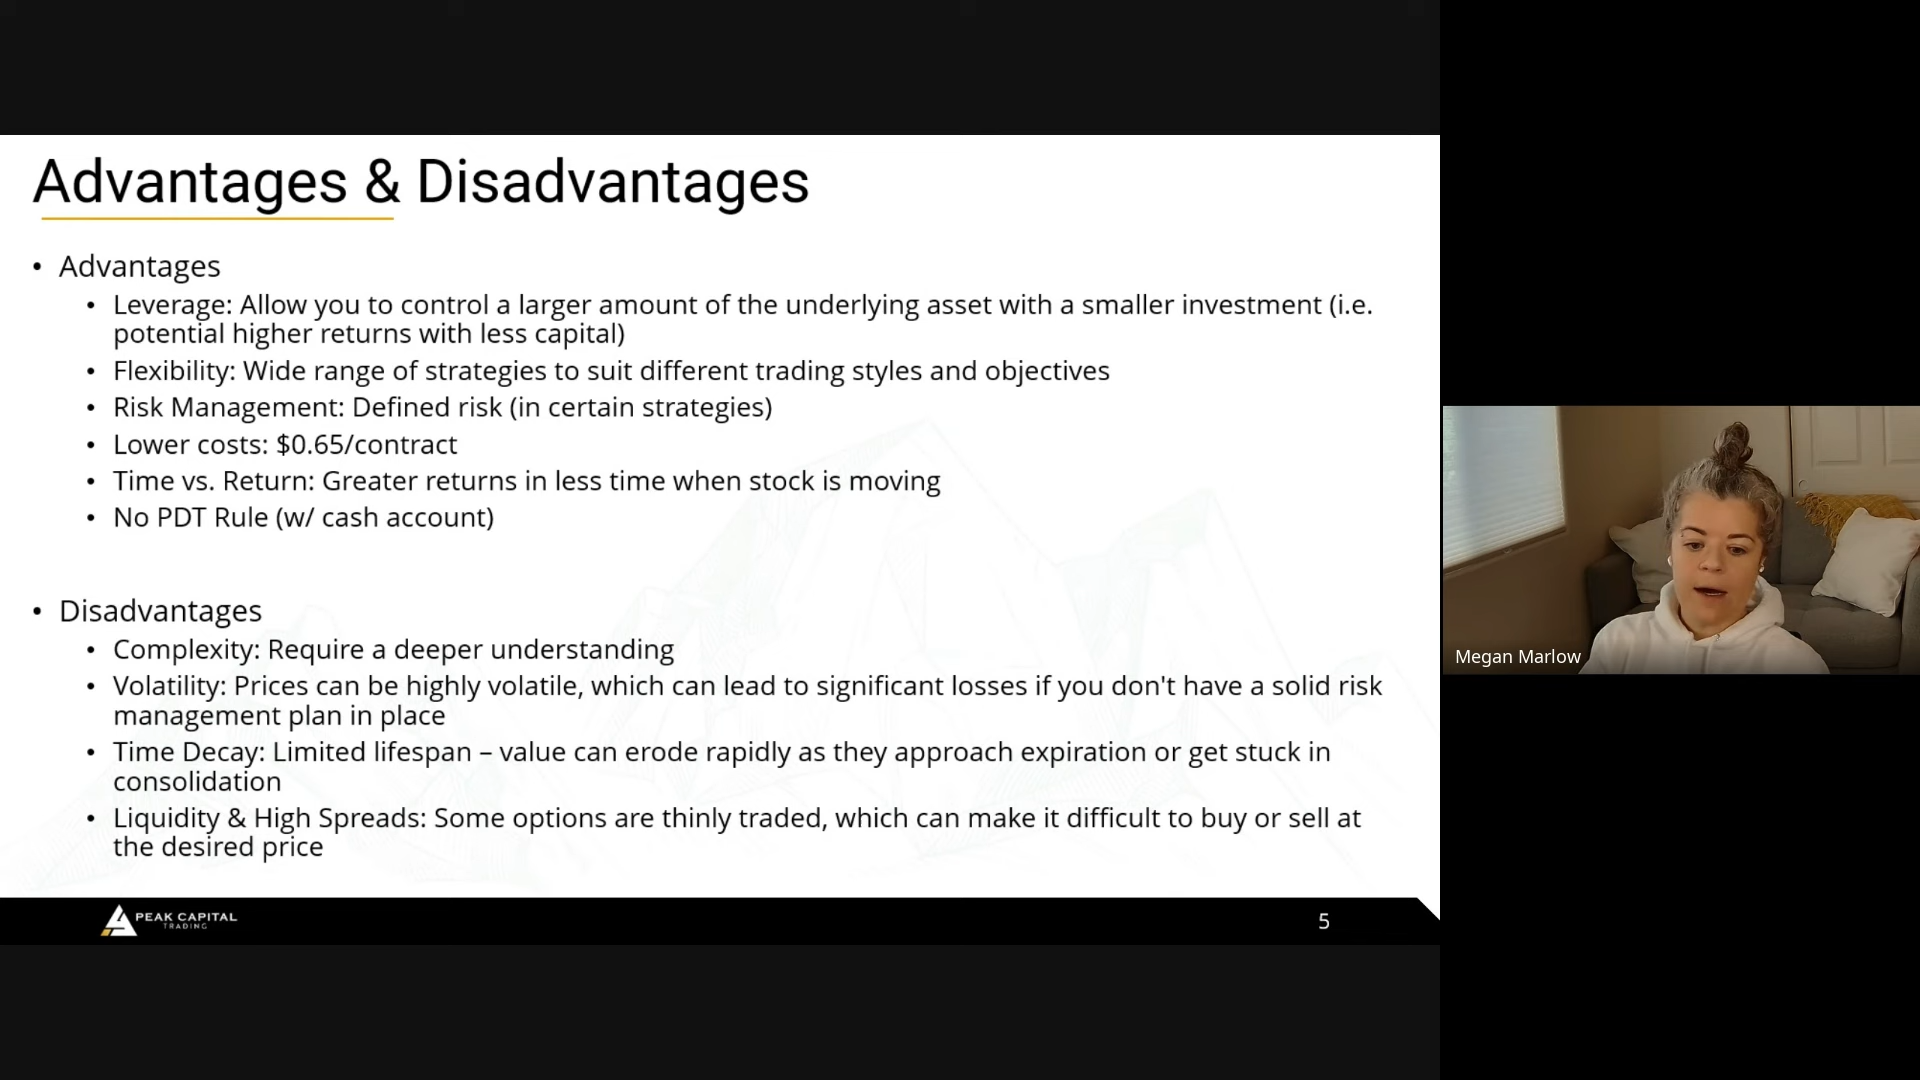 Advantages & Disadvantages
• Advantages
• Leverage: Allow you to control a larger amount of the underlying asset with a smaller investment (i.e.
potential higher returns with less capital)
• Flexibility: Wide range of strategies to suit different trading styles and objectives
• Risk Management: Defined risk (in certain strategies)
• Lower costs: $0.65/contract
• Time vs. Return: Greater returns in less time when stock is moving
• No PDT Rule (w/ cash account)
• Disadvantages
• Complexity: Require a deeper understanding
• Volatility: Prices can be highly volatile, which can lead to significant losses if you don't have a solid risk
management plan in place
• Time Decay: Limited lifespan – value can erode rapidly as they approach expiration or get stuck in
consolidation
• Liquidity & High Spreads: Some options are thinly traded, which can make it difficult to buy or sell at
the desired price
PEAK CAPITAL
TRADING
5
Megan Marlow